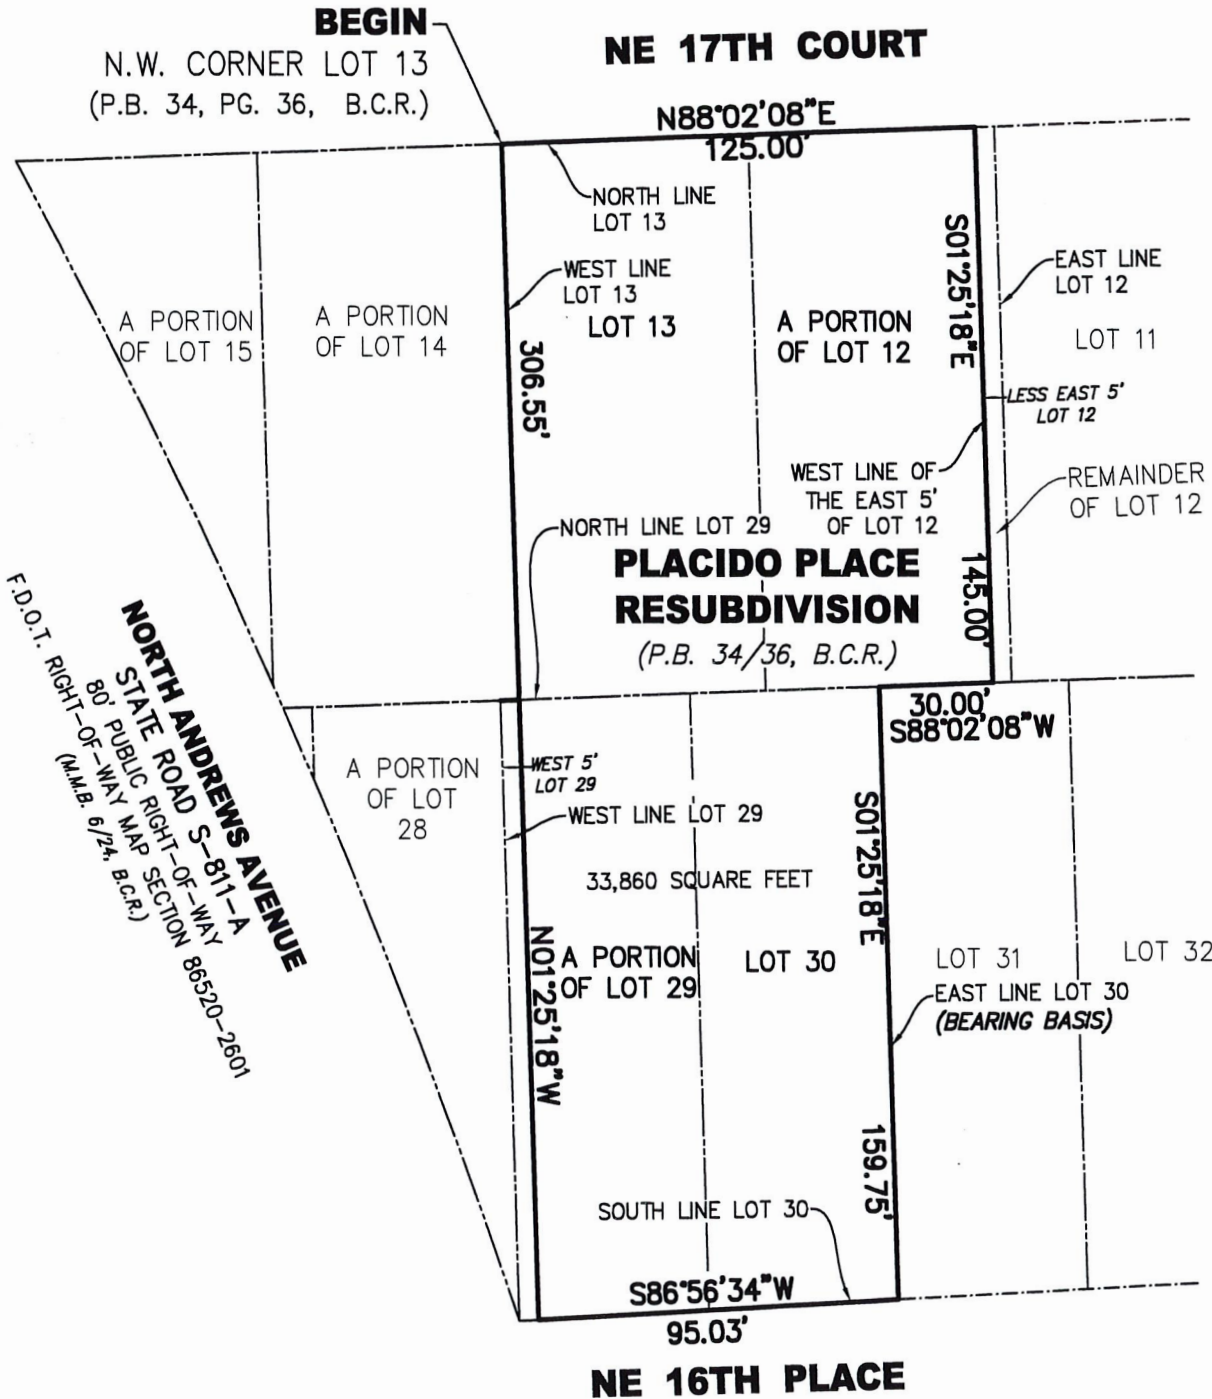 BEGIN
N.W. CORNER LOT 13
(P.B. 34, PG. 36, B.C.R.)
NE 17TH COURT
N88°02'08"E
125.00'
NORTH LINE
LOT 13
WEST LINE
LOT 13
LOT 13
A PORTION
OF LOT 15
A PORTION
OF LOT 14
A PORTION
OF LOT 12
S01°25'18"E
EAST LINE
LOT 12
LOT 11
306.55'
LESS EAST 5'
LOT 12
WEST LINE OF
THE EAST 5'
OF LOT 12
REMAINDER
OF LOT 12
NORTH LINE LOT 29
145.00'
PLACIDO PLACE
RESUBDIVISION
(P.B. 34/36, B.C.R.)
30.00'
S88°02'08"W
NORTH ANDREWS AVENUE
STATE ROAD S-811-A
80' PUBLIC RIGHT-OF-WAY
F.D.O.T. RIGHT-OF-WAY MAP SECTION 86520-2601
(M.M.B. 6/24, B.C.R.)
A PORTION
OF LOT
28
WEST 5'
LOT 29
WEST LINE LOT 29
33,860 SQUARE FEET
S01°25'18"E
N01°25'18"W
A PORTION
OF LOT 29
LOT 30
LOT 31
LOT 32
EAST LINE LOT 30
(BEARING BASIS)
159.75'
SOUTH LINE LOT 30
S86°56'34"W
95.03'
NE 16TH PLACE